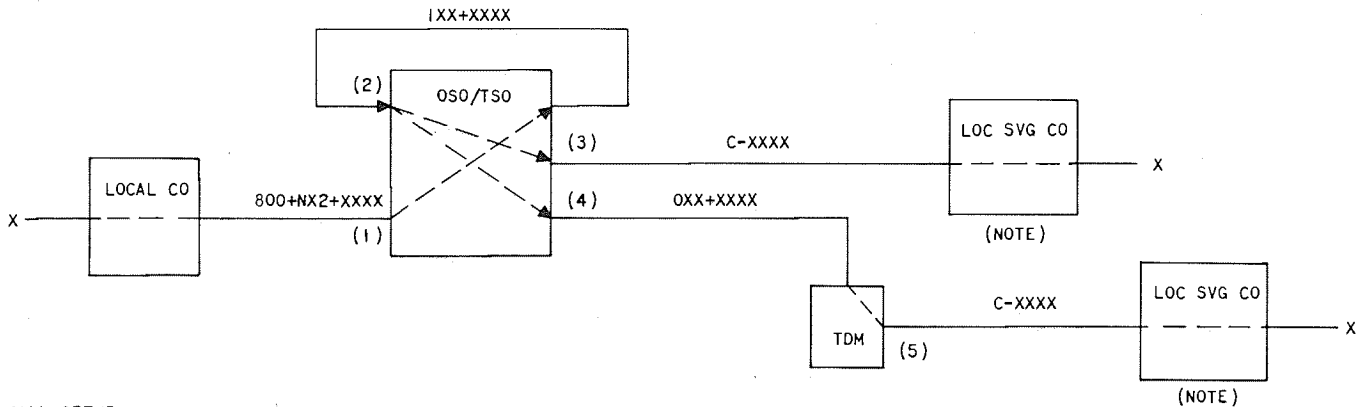 1XX+XXXX
(2)
OSO/TSO
(3)
C-XXXX
LOC SVG CO
X
(NOTE)
LOCAL CO
X
800+NX2+XXXX
(1)
(4)
0XX+XXXX
TDM
(5)
C-XXXX
LOC SVG CO
X
(NOTE)